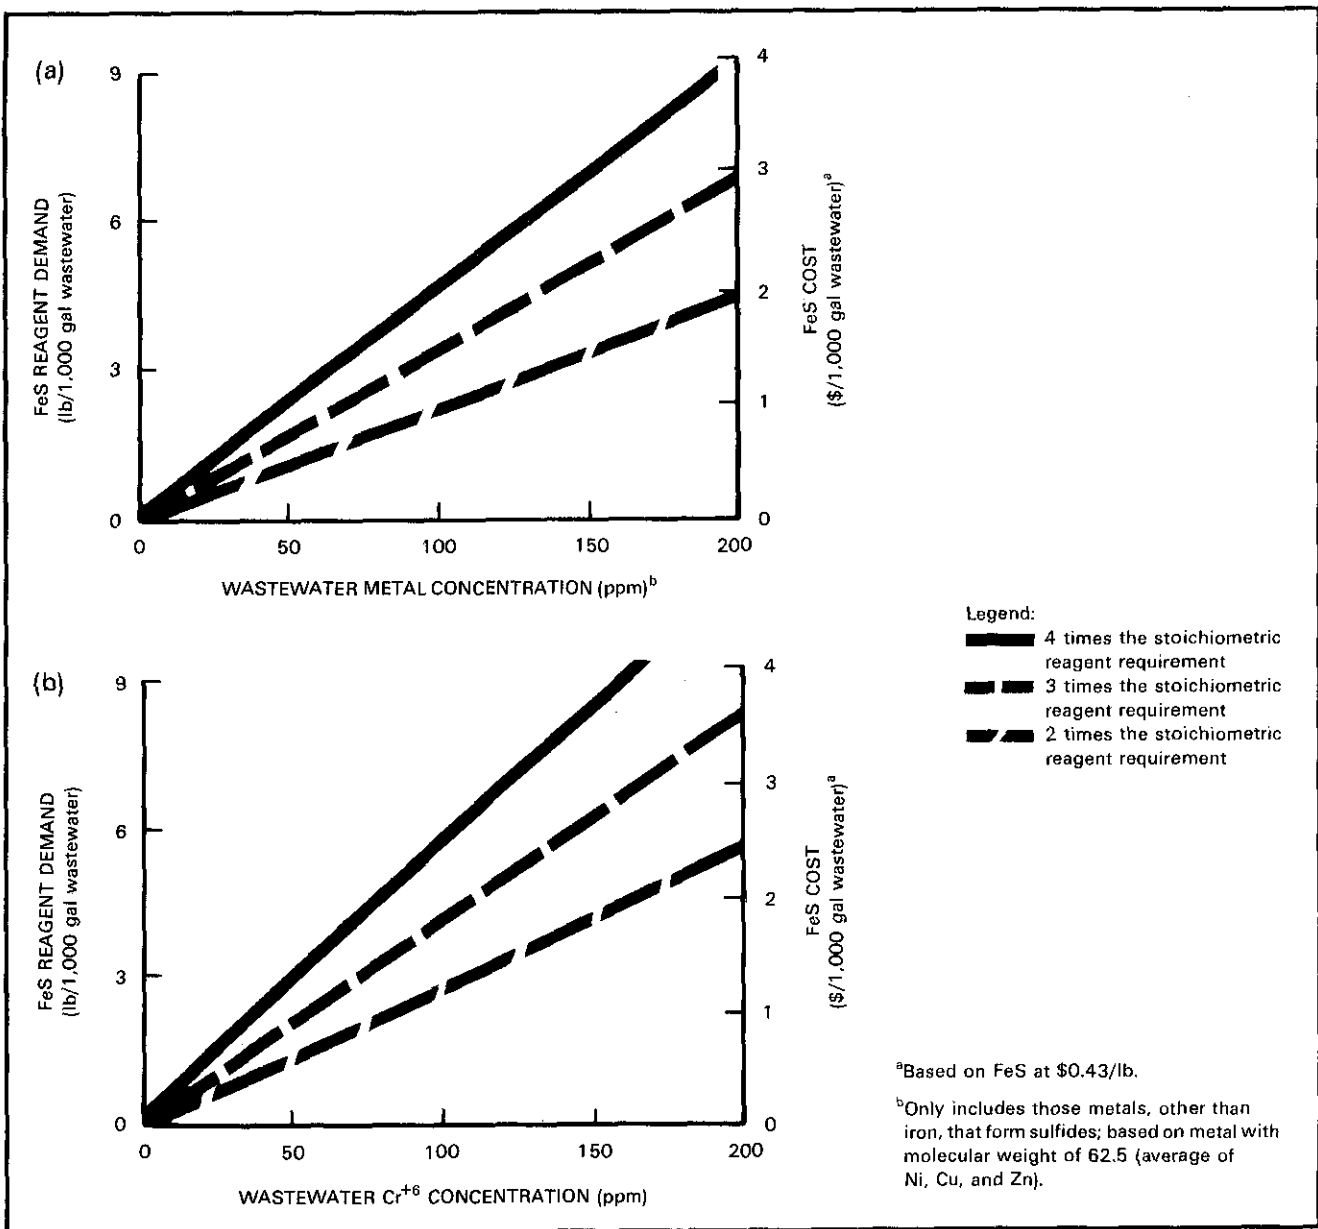 (a)
9
6
3
0
FeS REAGENT DEMAND
(lb/1,000 gal wastewater)
4
3
2
1
0
FeS COST
($/1,000 gal wastewater)ᵃ
0 50 100 150 200
WASTEWATER METAL CONCENTRATION (ppm)ᵇ
Legend:
4 times the stoichiometric
reagent requirement
3 times the stoichiometric
reagent requirement
2 times the stoichiometric
reagent requirement
(b)
9
6
3
0
FeS REAGENT DEMAND
(lb/1,000 gal wastewater)
4
3
2
1
0
FeS COST
($/1,000 gal wastewater)ᵃ
0 50 100 150 200
WASTEWATER Cr⁺⁶ CONCENTRATION (ppm)
ᵃBased on FeS at $0.43/lb.
ᵇOnly includes those metals, other than
iron, that form sulfides; based on metal with
molecular weight of 62.5 (average of
Ni, Cu, and Zn).